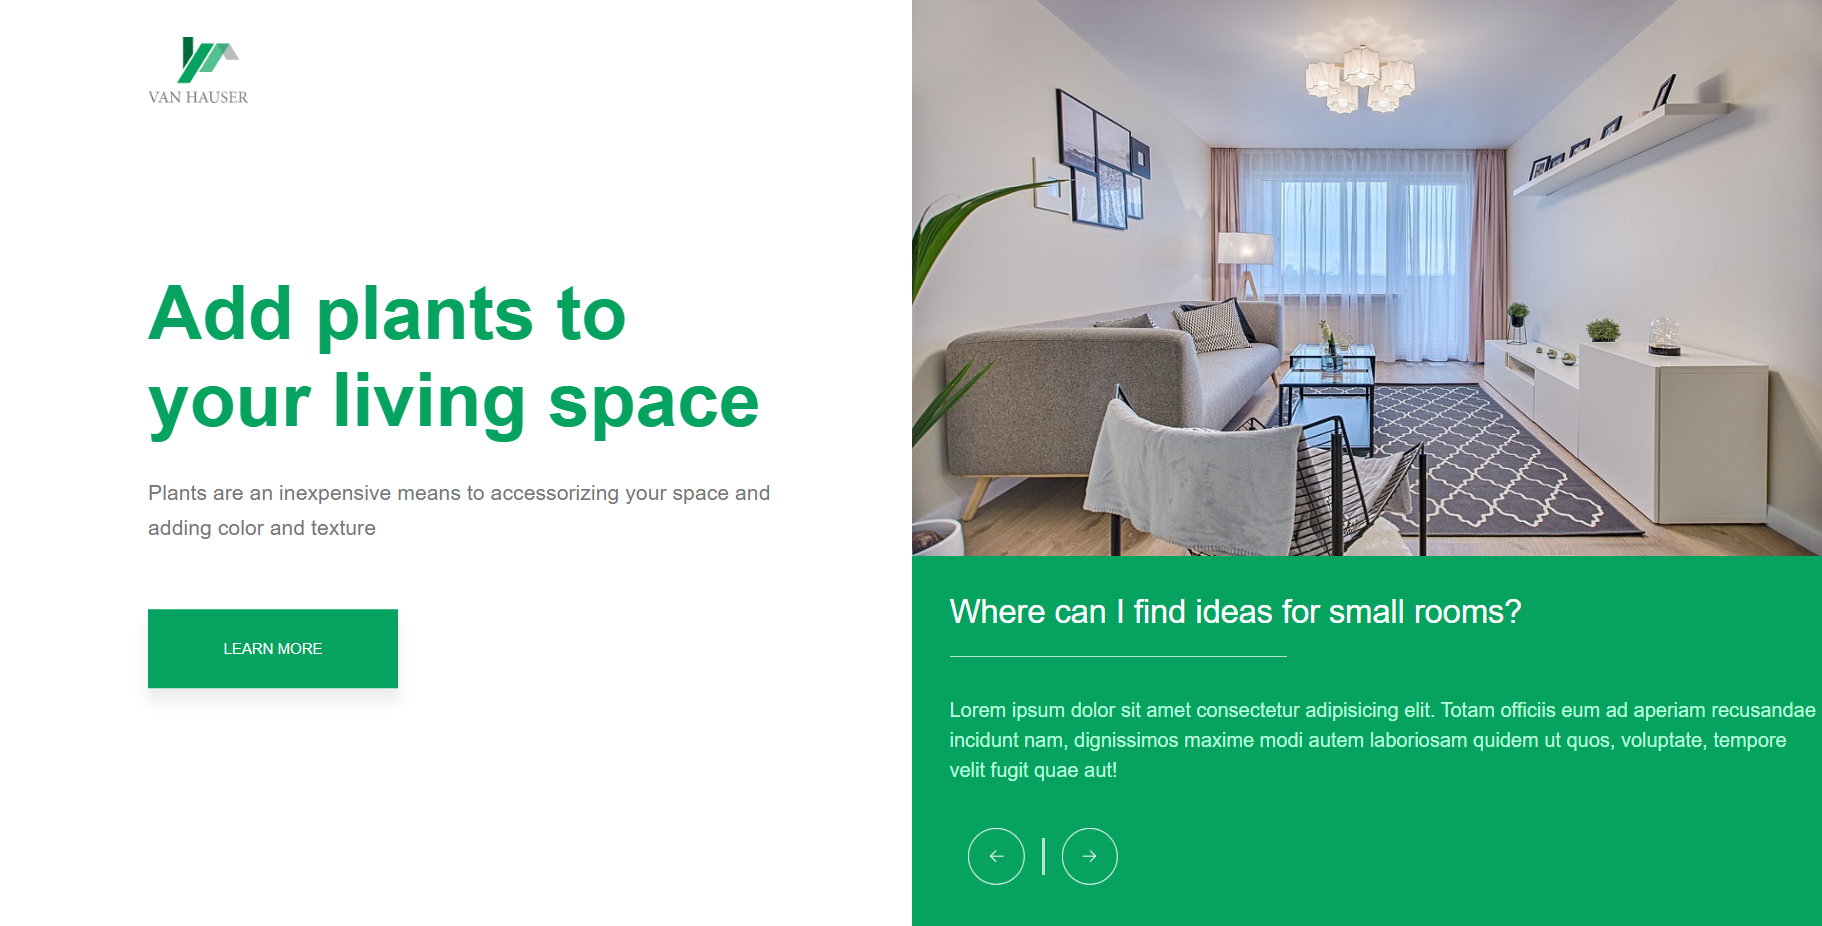 VAN HAUSER
Add plants to
your living space
Plants are an inexpensive means to accessorizing your space and
adding color and texture
LEARN MORE
Where can I find ideas for small rooms?
Lorem ipsum dolor sit amet consectetur adipisicing elit. Totam officiis eum ad aperiam recusandae
incidunt nam, dignissimos maxime modi autem laboriosam quidem ut quos, voluptate, tempore
velit fugit quae aut!